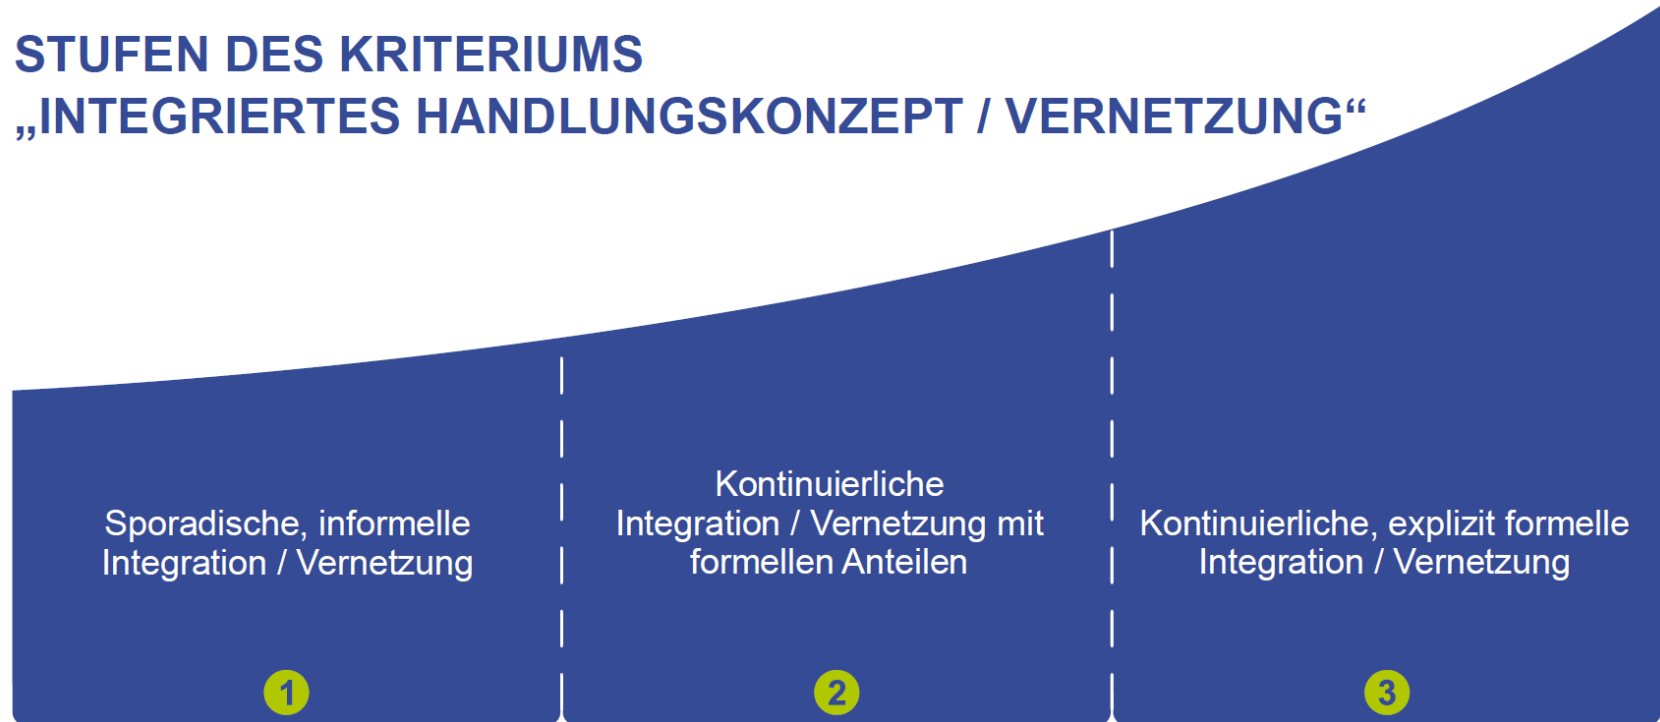 STUFEN DES KRITERIUMS
„INTEGRIERTES HANDLUNGSKONZEPT / VERNETZUNG“
Sporadische, informelle
Integration / Vernetzung
1
Kontinuierliche
Integration / Vernetzung mit
formellen Anteilen
2
Kontinuierliche, explizit formelle
Integration / Vernetzung
3